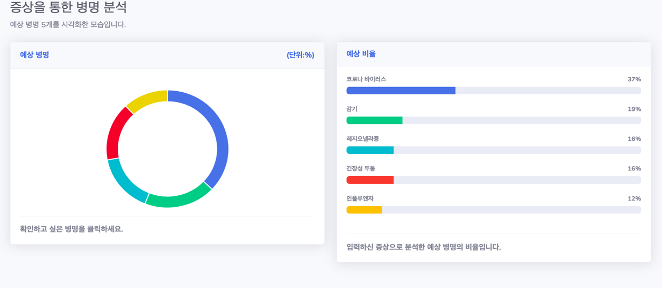 증상을 통한 병명 분석
예상 병명 5개를 시각화한 모습입니다.
예상 병명 (단위:%)
확인하고 싶은 병명을 클릭하세요.
예상 비율
코로나 바이러스 37%
감기 19%
레지오넬라증 16%
긴장성 두통 16%
인플루엔자 12%
입력하신 증상으로 분석한 예상 병명의 비율입니다.